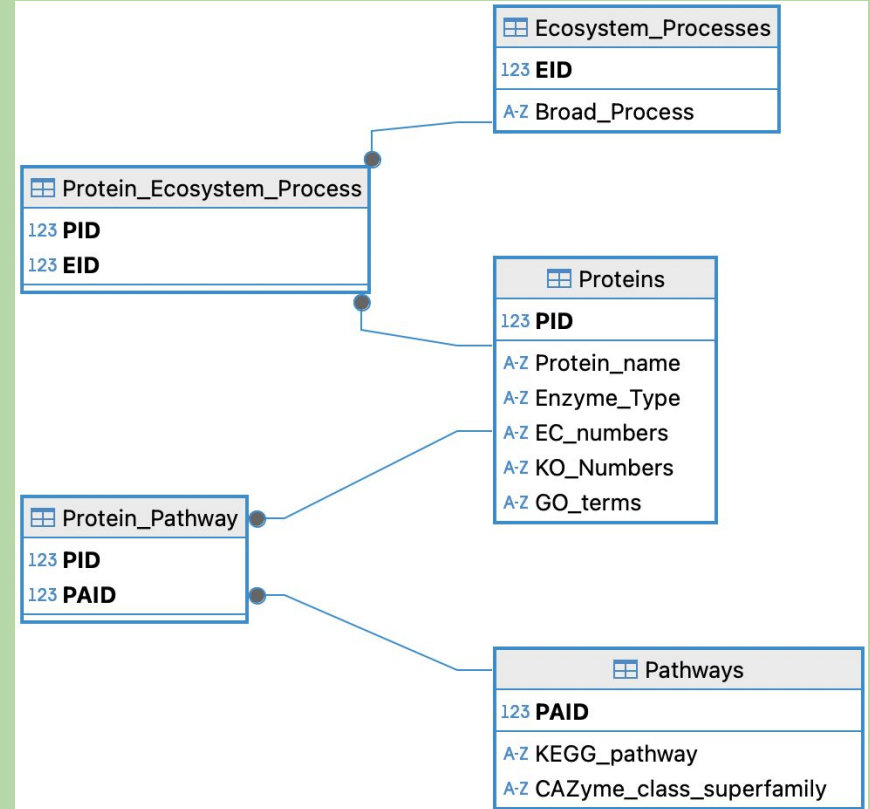 Ecosystem_Processes
123 EID
A-Z Broad_Process
Protein_Ecosystem_Process
123 PID
123 EID
Proteins
123 PID
A-Z Protein_name
A-Z Enzyme_Type
A-Z EC_numbers
A-Z KO_Numbers
A-Z GO_terms
Protein_Pathway
123 PID
123 PAID
Pathways
123 PAID
A-Z KEGG_pathway
A-Z CAZyme_class_superfamily